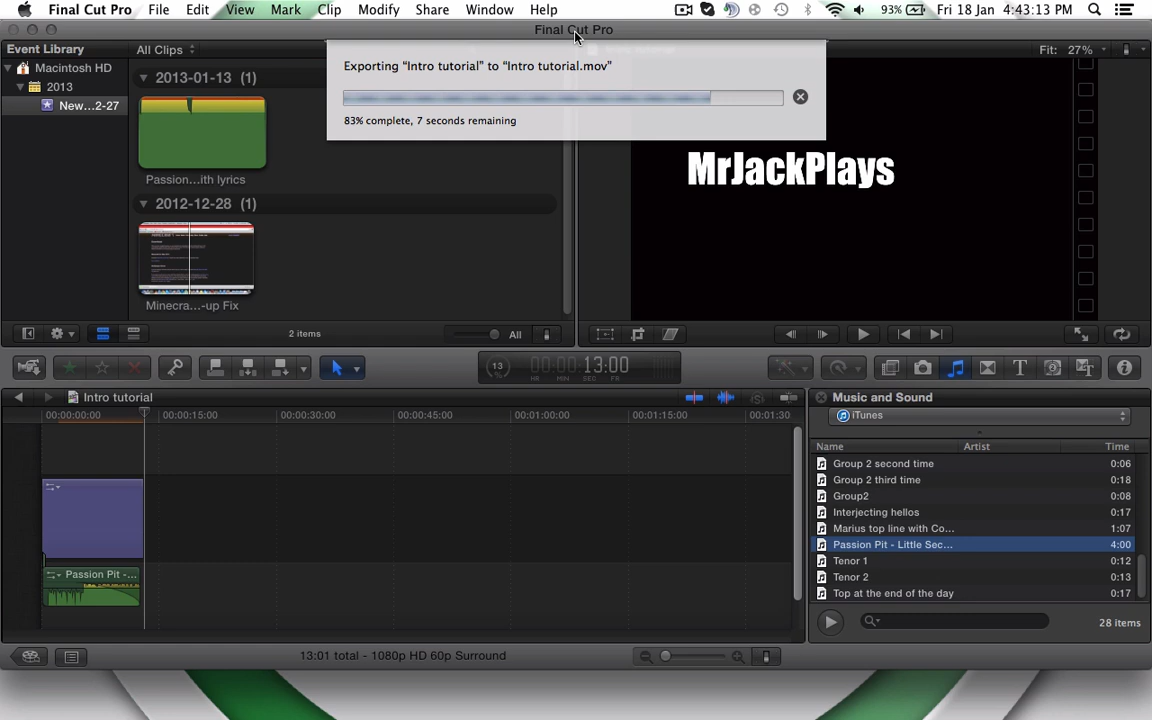 Final Cut Pro File Edit View Mark Clip Modify Share Window Help 93% Fri 18 Jan 4:43:13 PM
Final Cut Pro
Event Library
All Clips
Fit: 27%
Macintosh HD
2013
New...2-27
2013-01-13 (1)
Passion...ith lyrics
2012-12-28 (1)
Minecra...-up Fix
2 items
All
Exporting “Intro tutorial” to “Intro tutorial.mov”
83% complete, 7 seconds remaining
MrJackPlays
13
00:00:13:00
HR MIN SEC FR
Intro tutorial
00:00:00:00 00:00:15:00 00:00:30:00 00:00:45:00 00:01:00:00 00:01:15:00 00:01:30
Passion Pit -...
13:01 total - 1080p HD 60p Surround
Music and Sound
iTunes
Name Artist Time
Group 2 second time 0:06
Group 2 third time 0:18
Group2 0:08
Interjecting hellos 0:17
Marius top line with Co... 1:07
Passion Pit - Little Sec... 4:00
Tenor 1 0:12
Tenor 2 0:13
Top at the end of the day 0:17
28 items